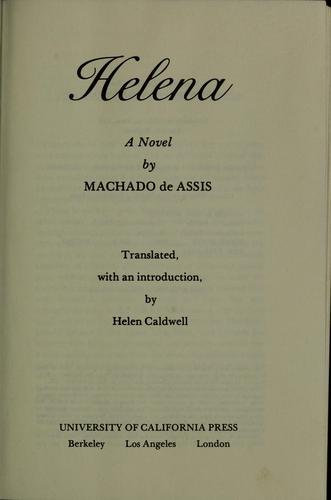 Helena
A Novel
by
MACHADO de ASSIS
Translated,
with an introduction,
by
Helen Caldwell
UNIVERSITY OF CALIFORNIA PRESS
Berkeley Los Angeles London